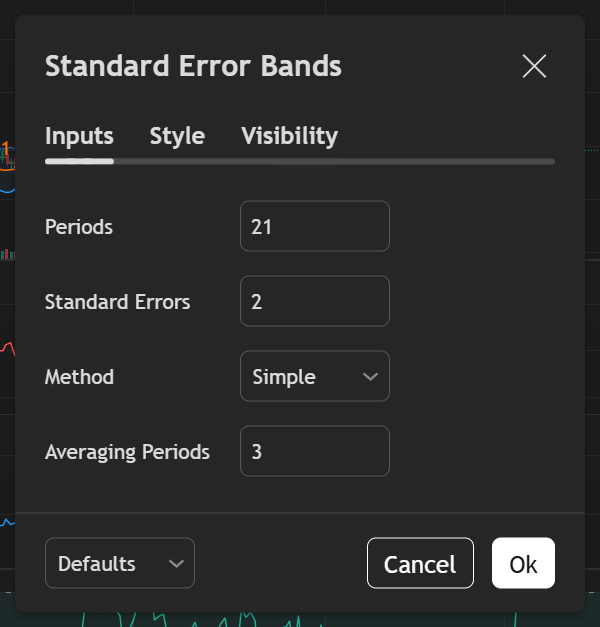 Standard Error Bands
Inputs Style Visibility
1
Periods 21
Standard Errors 2
Method Simple
Averaging Periods 3
Defaults Cancel Ok